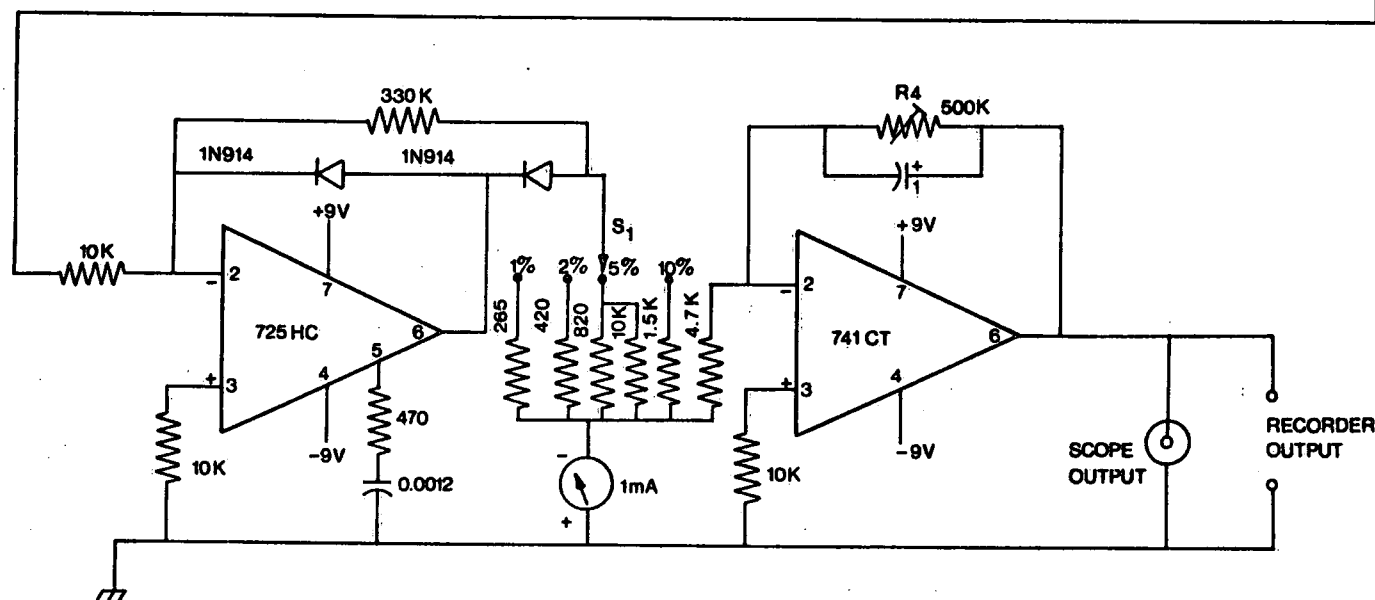 330K
R4
500K
1N914
1N914
+9V
+9V
10K
S1
1%
2%
5%
10%
2
-
7
2
-
7
265
420
820
10K
1.5K
4.7K
725 HC
6
741 CT
6
5
+
3
4
+
3
4
470
-9V
-9V
10K
0.0012
-
1mA
+
10K
+
1
SCOPE
OUTPUT
RECORDER
OUTPUT